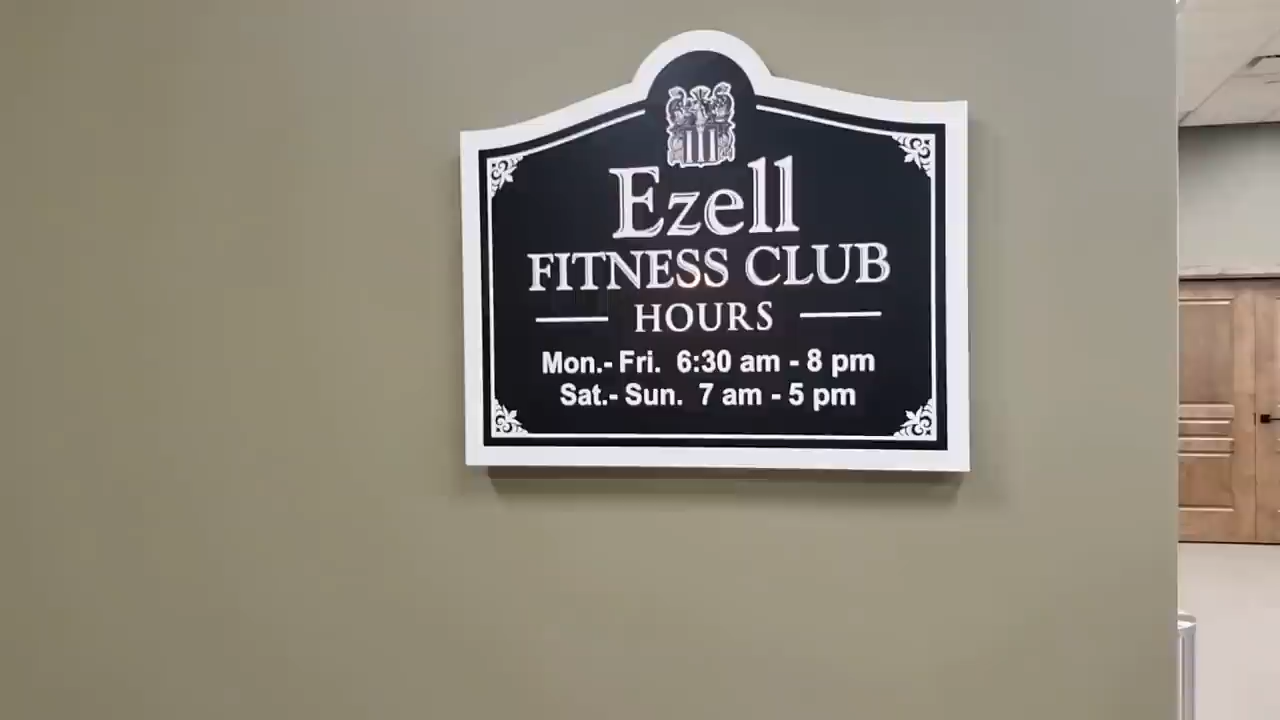 Ezell
FITNESS CLUB
HOURS
Mon.- Fri. 6:30 am - 8 pm
Sat.- Sun. 7 am - 5 pm